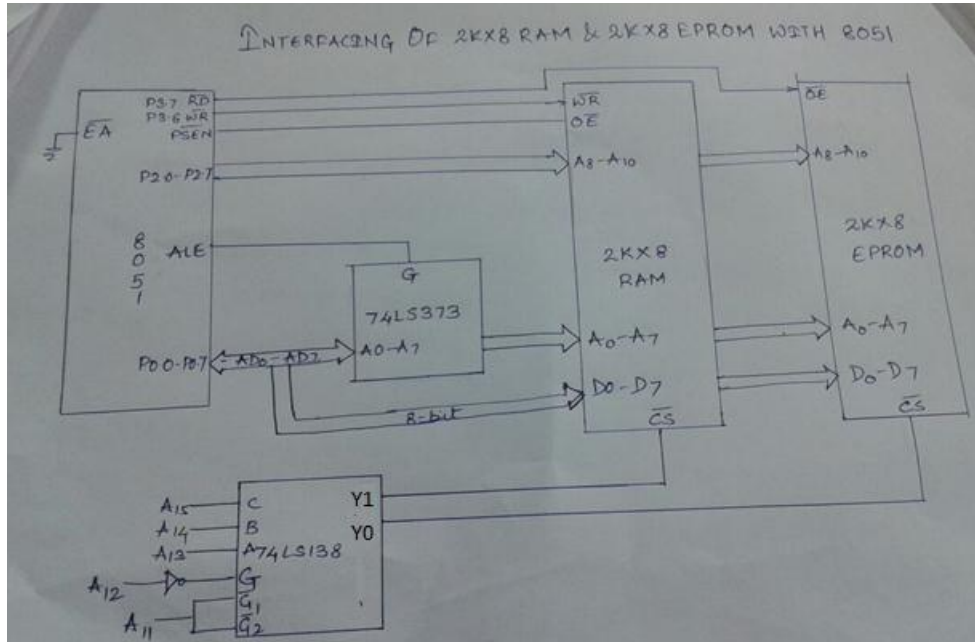 INTERFACING OF 2KX8 RAM & 2KX8 EPROM WITH 8051
EA
P3.7 RD
P3.6 WR
PSEN
P2.0-P2.7
8
0
5
1
ALE
P0.0-P0.7
AD0-AD7
G
74LS373
A0-A7
8-bit
WR
OE
A8-A10
2KX8
RAM
A0-A7
D0-D7
CS
OE
A8-A10
2KX8
EPROM
A0-A7
D0-D7
CS
A15
A14
A13
A12
A11
C
B
A 74LS138
G
G1
G2
Y1
Y0